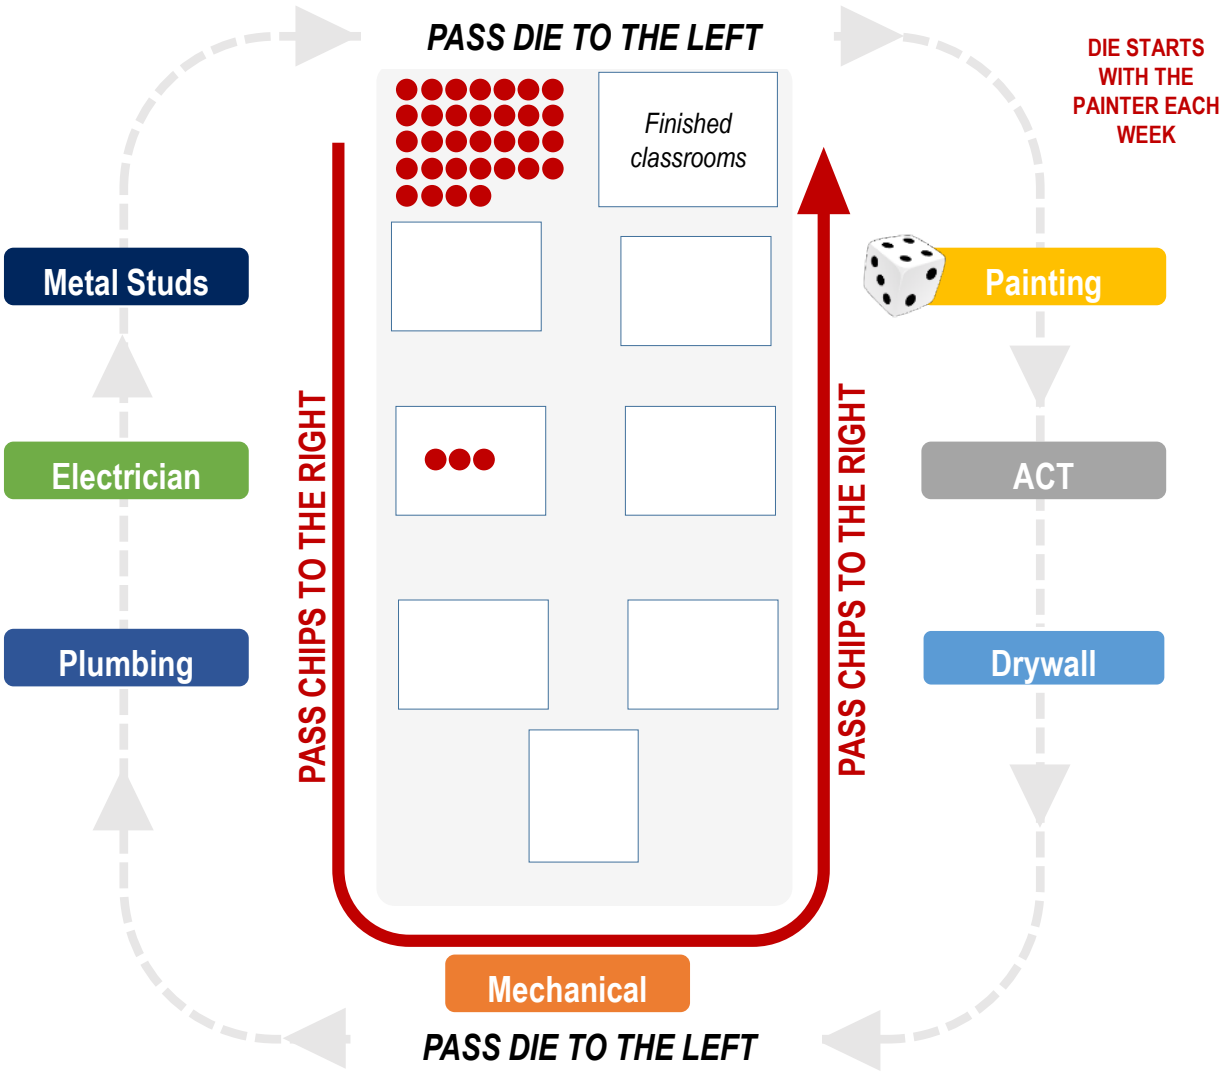 PASS DIE TO THE LEFT
DIE STARTS
WITH THE
PAINTER EACH
WEEK
Finished
classrooms
Metal Studs
Painting
PASS CHIPS TO THE RIGHT
PASS CHIPS TO THE RIGHT
Electrician
ACT
Plumbing
Drywall
Mechanical
PASS DIE TO THE LEFT